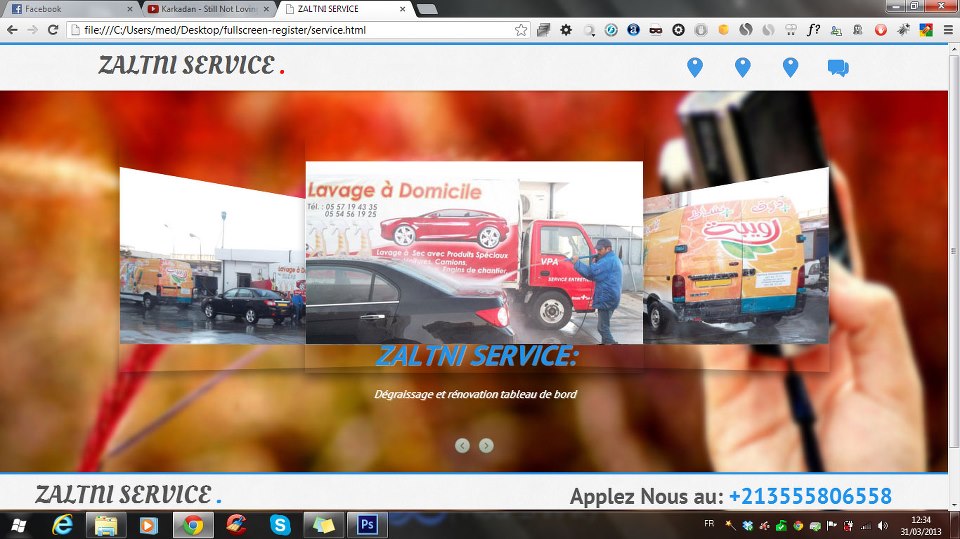 Facebook
Karkadan - Still Not Lovin
ZALTNI SERVICE
file:///C:/Users/med/Desktop/fullscreen-register/service.html
ZALTNI SERVICE .
Lavage à Domicile
Tél. : 05 57 19 43 35
05 54 56 19 25
Lavage à Sec avec Produits Spéciaux
Voitures, Camions,
Engins de chantier
VPA
SERVICE ENTRETIEN
رويبة
ZALTNI SERVICE:
Dégraissage et rénovation tableau de bord
ZALTNI SERVICE .
Applez Nous au: +213555806558
FR
12:34
31/03/2013